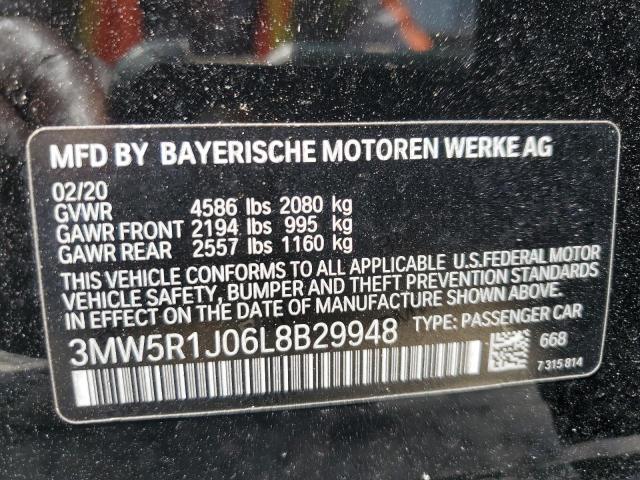 MFD BY BAYERISCHE MOTOREN WERKE AG
02/20
GVWR 4586 lbs 2080 kg
GAWR FRONT 2194 lbs 995 kg
GAWR REAR 2557 lbs 1160 kg
THIS VEHICLE CONFORMS TO ALL APPLICABLE U.S.FEDERAL MOTOR
VEHICLE SAFETY, BUMPER AND THEFT PREVENTION STANDARDS
IN EFFECT ON THE DATE OF MANUFACTURE SHOWN ABOVE.
3MW5R1J06L8B29948 TYPE: PASSENGER CAR
668
7 315 814